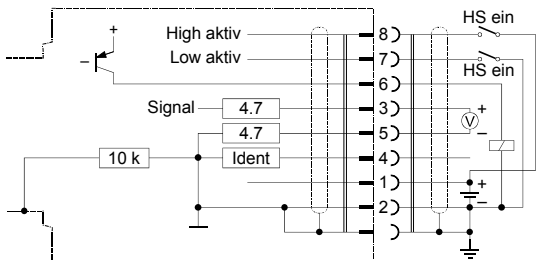 +
−
High aktiv
Low aktiv
Signal
4.7
4.7
Ident
10 k
8
7
6
3
5
4
1
2
HS ein
HS ein
+
V
−
+
−